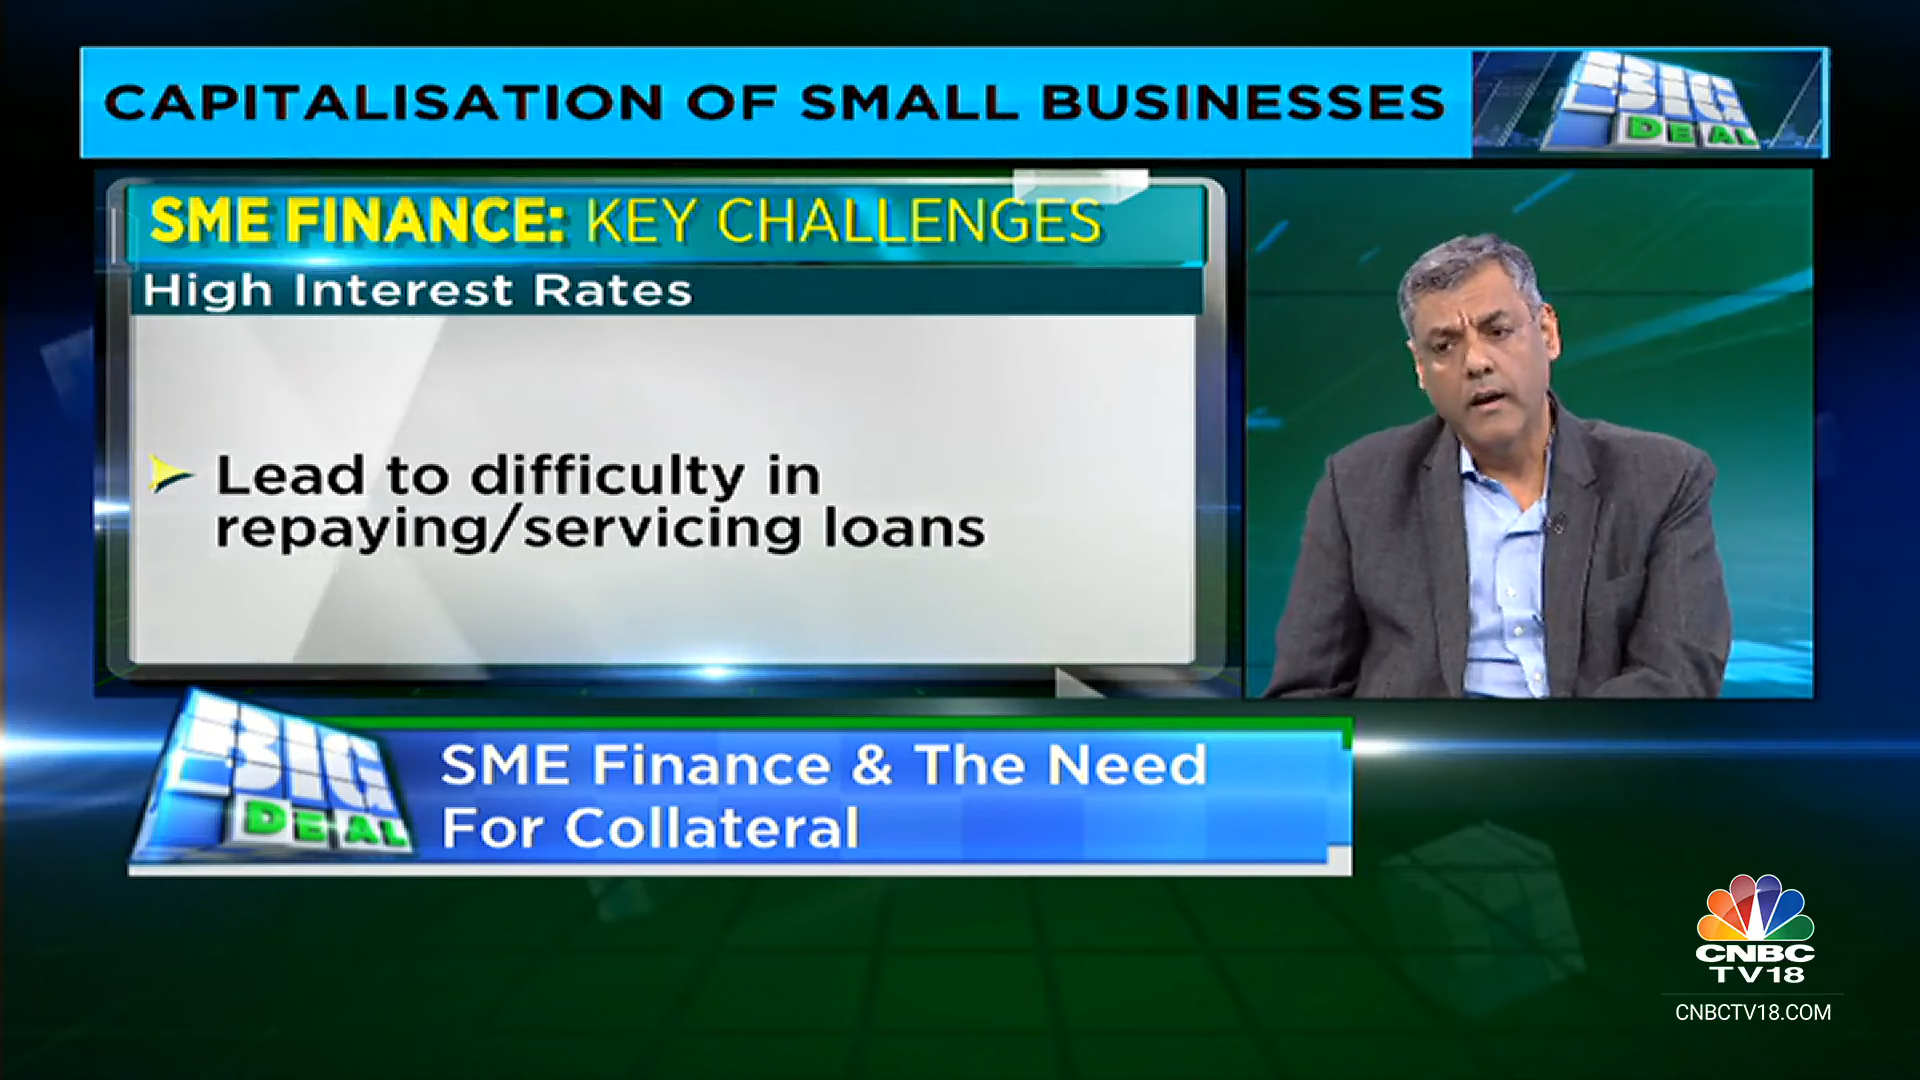 CAPITALISATION OF SMALL BUSINESSES
BIG
DEAL
SME FINANCE: KEY CHALLENGES
High Interest Rates
Lead to difficulty in
repaying/servicing loans
BIG
DEAL
SME Finance & The Need
For Collateral
CNBC
TV18
CNBCTV18.COM